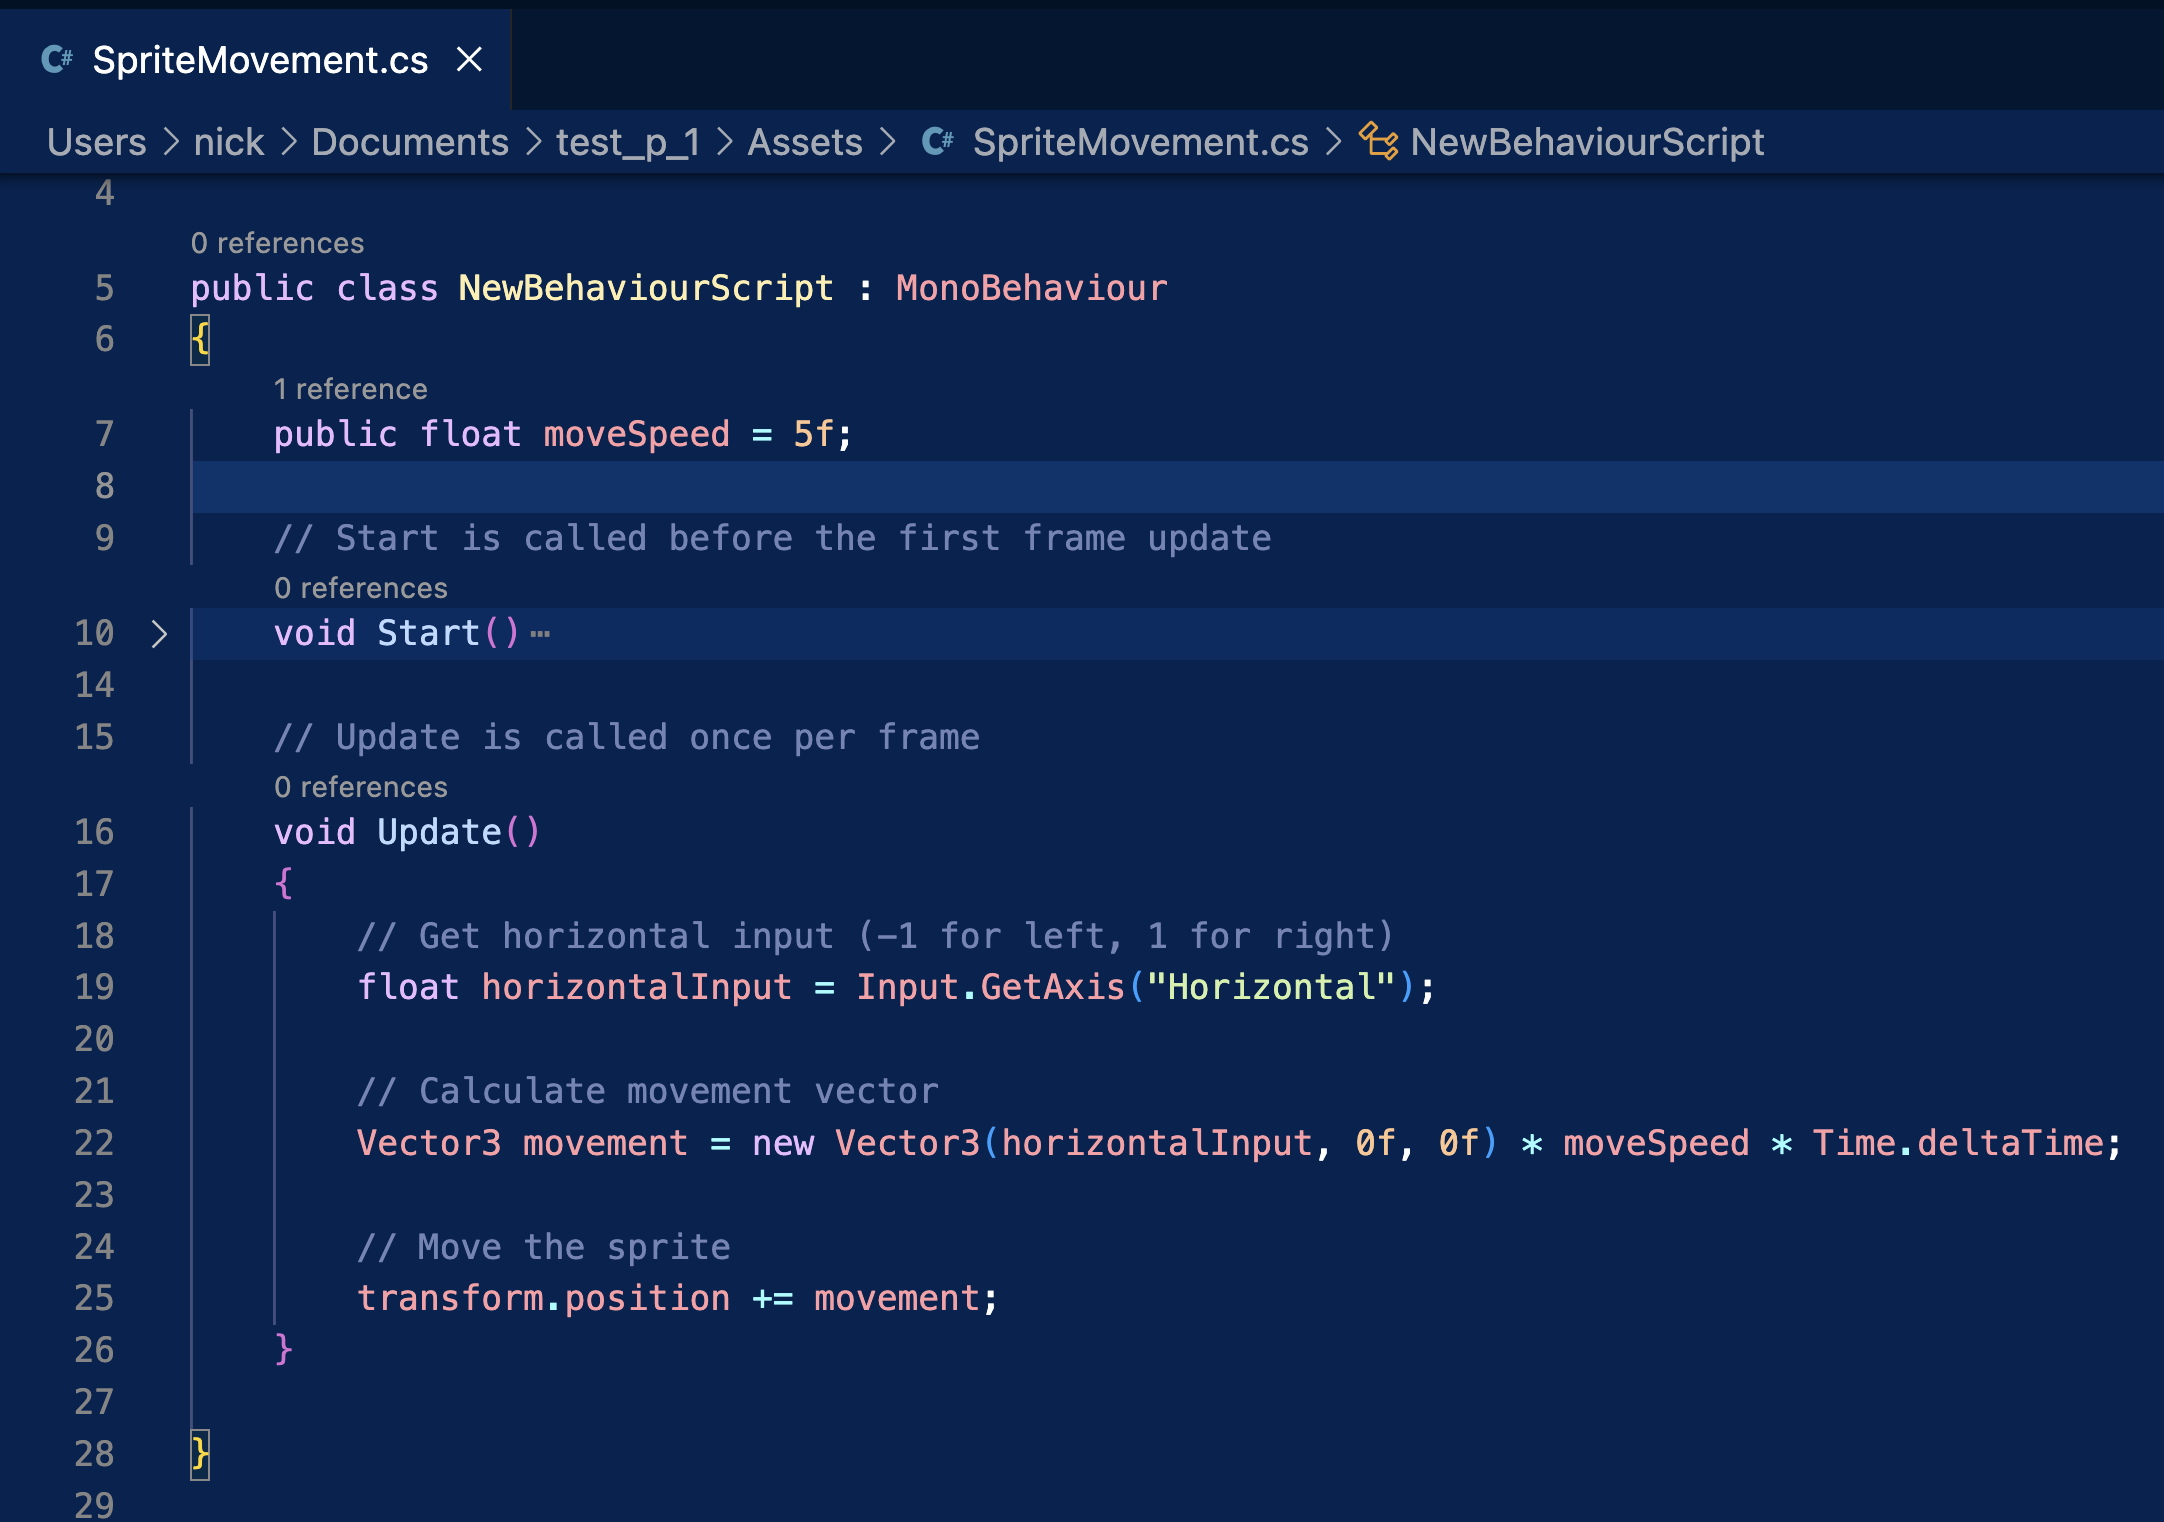 C# SpriteMovement.cs ×
Users > nick > Documents > test_p_1 > Assets > C# SpriteMovement.cs > NewBehaviourScript
4
0 references
5 public class NewBehaviourScript : MonoBehaviour
6 {
1 reference
7     public float moveSpeed = 5f;
8
9     // Start is called before the first frame update
0 references
10 >     void Start() ⋯
14
15     // Update is called once per frame
0 references
16     void Update()
17     {
18         // Get horizontal input (-1 for left, 1 for right)
19         float horizontalInput = Input.GetAxis("Horizontal");
20
21         // Calculate movement vector
22         Vector3 movement = new Vector3(horizontalInput, 0f, 0f) * moveSpeed * Time.deltaTime;
23
24         // Move the sprite
25         transform.position += movement;
26     }
27
28 }
29